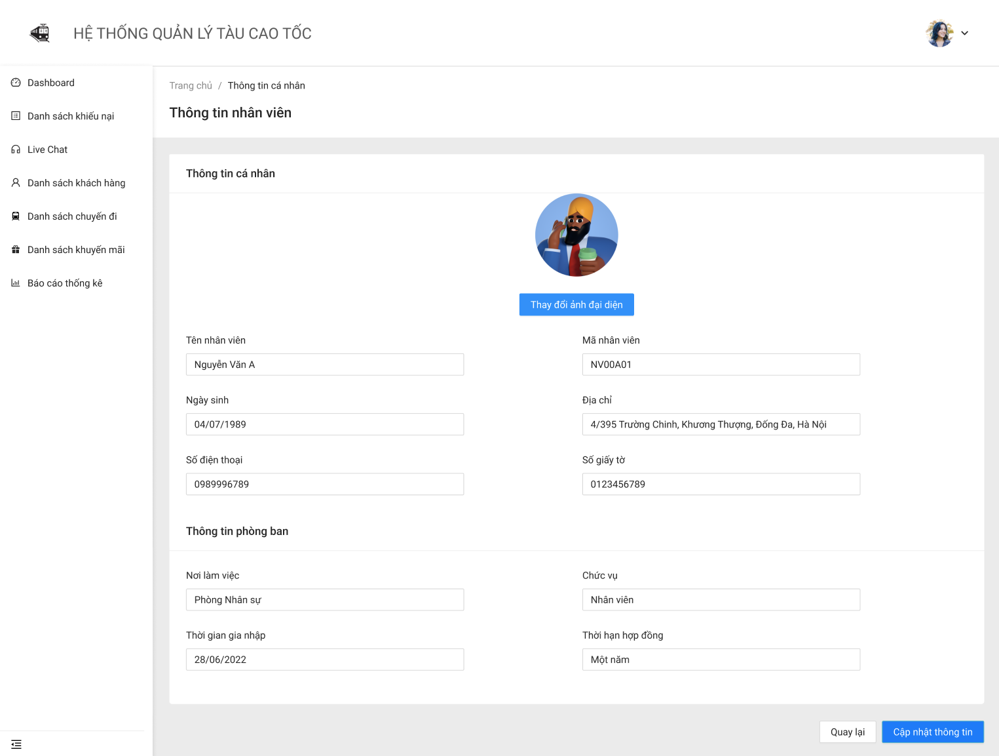 HỆ THỐNG QUẢN LÝ TÀU CAO TỐC
Dashboard
Danh sách khiếu nại
Live Chat
Danh sách khách hàng
Danh sách chuyến đi
Danh sách khuyến mãi
Báo cáo thống kê
Trang chủ / Thông tin cá nhân
Thông tin nhân viên
Thông tin cá nhân
Thay đổi ảnh đại diện
Tên nhân viên
Nguyễn Văn A
Mã nhân viên
NV00A01
Ngày sinh
04/07/1989
Địa chỉ
4/395 Trường Chinh, Khương Thượng, Đống Đa, Hà Nội
Số điện thoại
0989996789
Số giấy tờ
0123456789
Thông tin phòng ban
Nơi làm việc
Phòng Nhân sự
Chức vụ
Nhân viên
Thời gian gia nhập
28/06/2022
Thời hạn hợp đồng
Một năm
Quay lại
Cập nhật thông tin